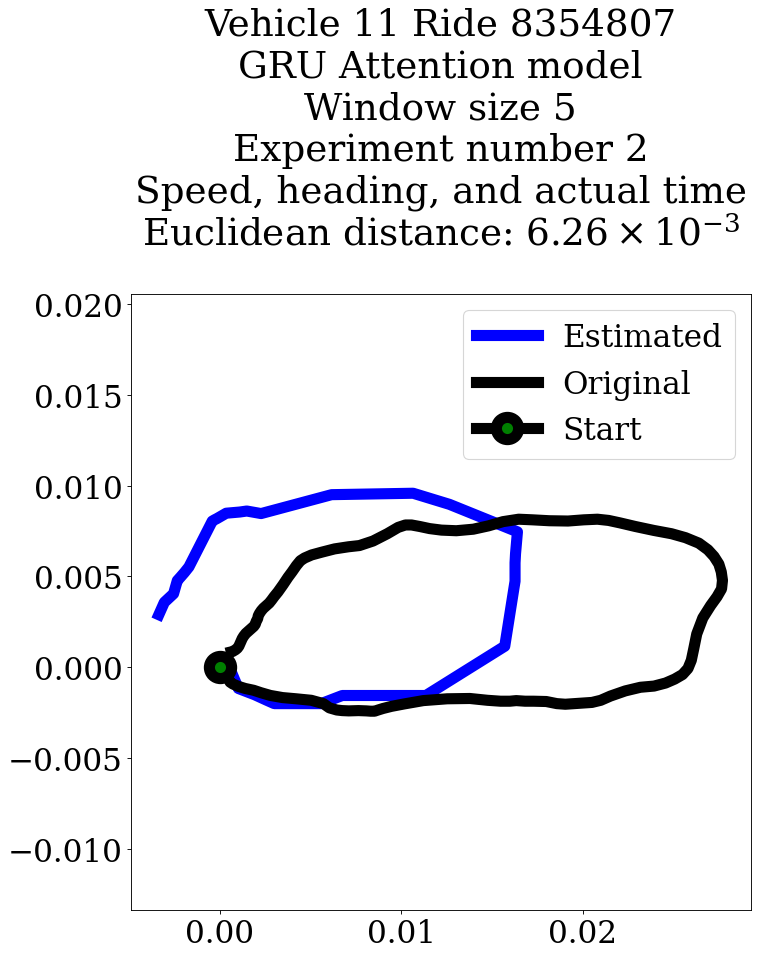 Vehicle 11 Ride 8354807
GRU Attention model
Window size 5
Experiment number 2
Speed, heading, and actual time
Euclidean distance: 6.26 × 10⁻³
0.020
0.015
0.010
0.005
0.000
−0.005
−0.010
Estimated
Original
Start
0.00 0.01 0.02